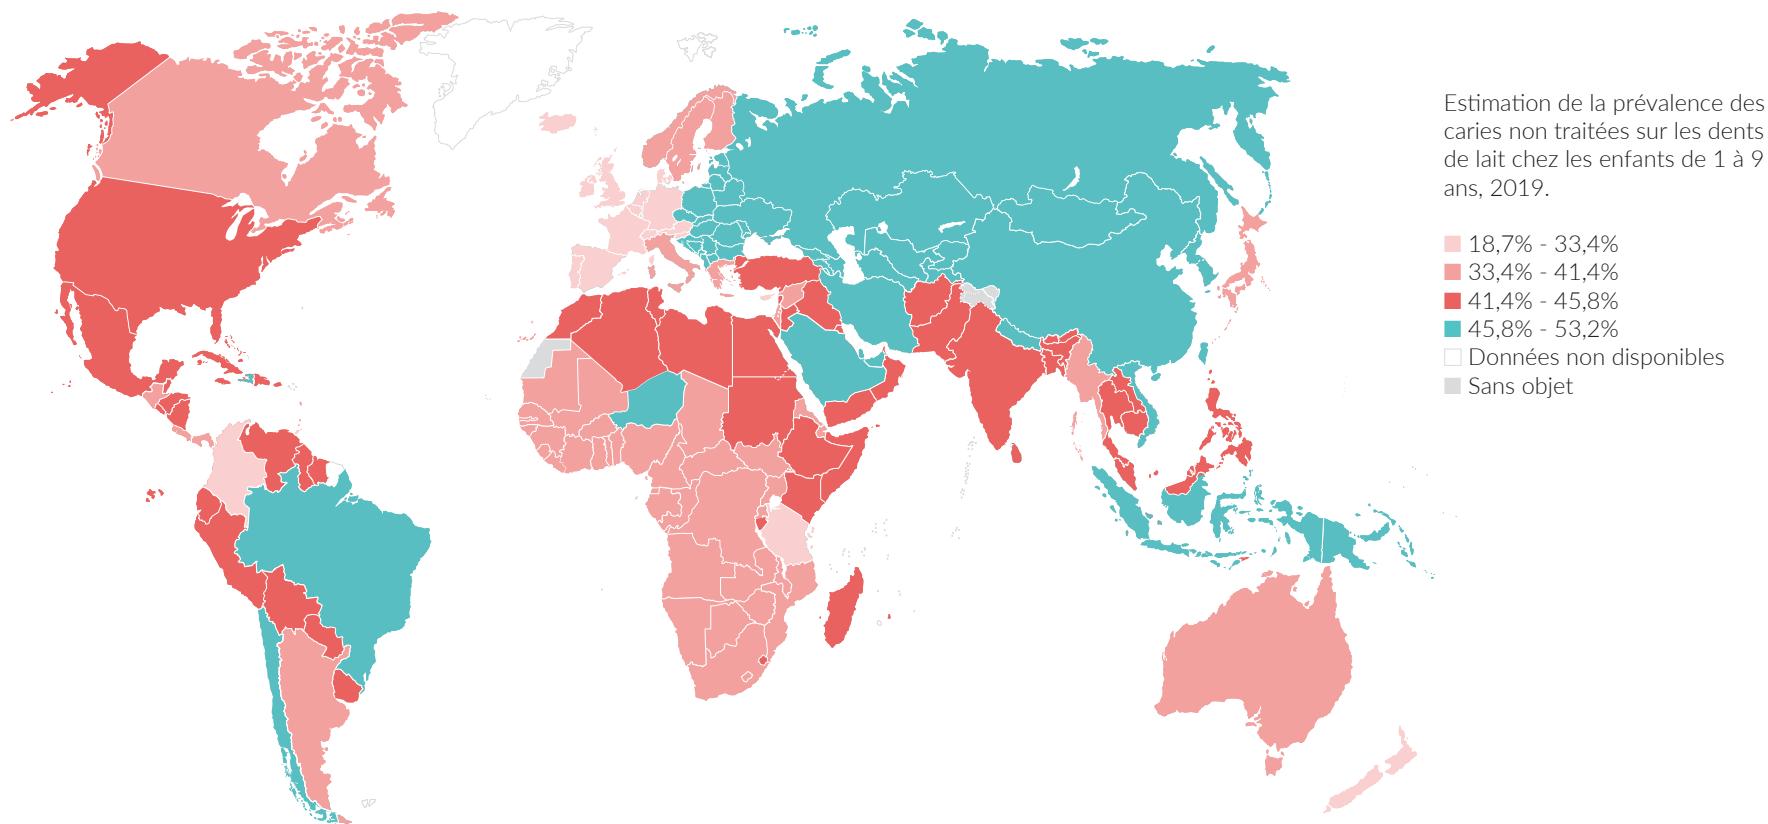 Estimation de la prévalence des
caries non traitées sur les dents
de lait chez les enfants de 1 à 9
ans, 2019.
18,7% - 33,4%
33,4% - 41,4%
41,4% - 45,8%
45,8% - 53,2%
Données non disponibles
Sans objet